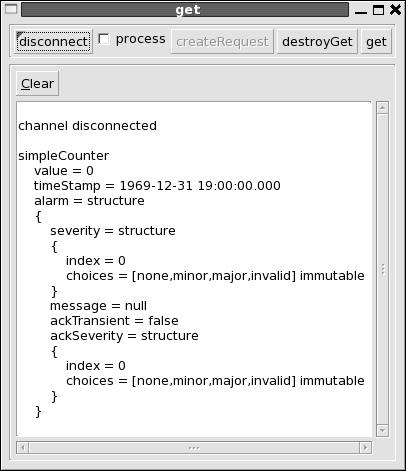 get
disconnect process createRequest destroyGet get
Clear
channel disconnected
simpleCounter
value = 0
timeStamp = 1969-12-31 19:00:00.000
alarm = structure
{
severity = structure
{
index = 0
choices = [none,minor,major,invalid] immutable
}
message = null
ackTransient = false
ackSeverity = structure
{
index = 0
choices = [none,minor,major,invalid] immutable
}
}